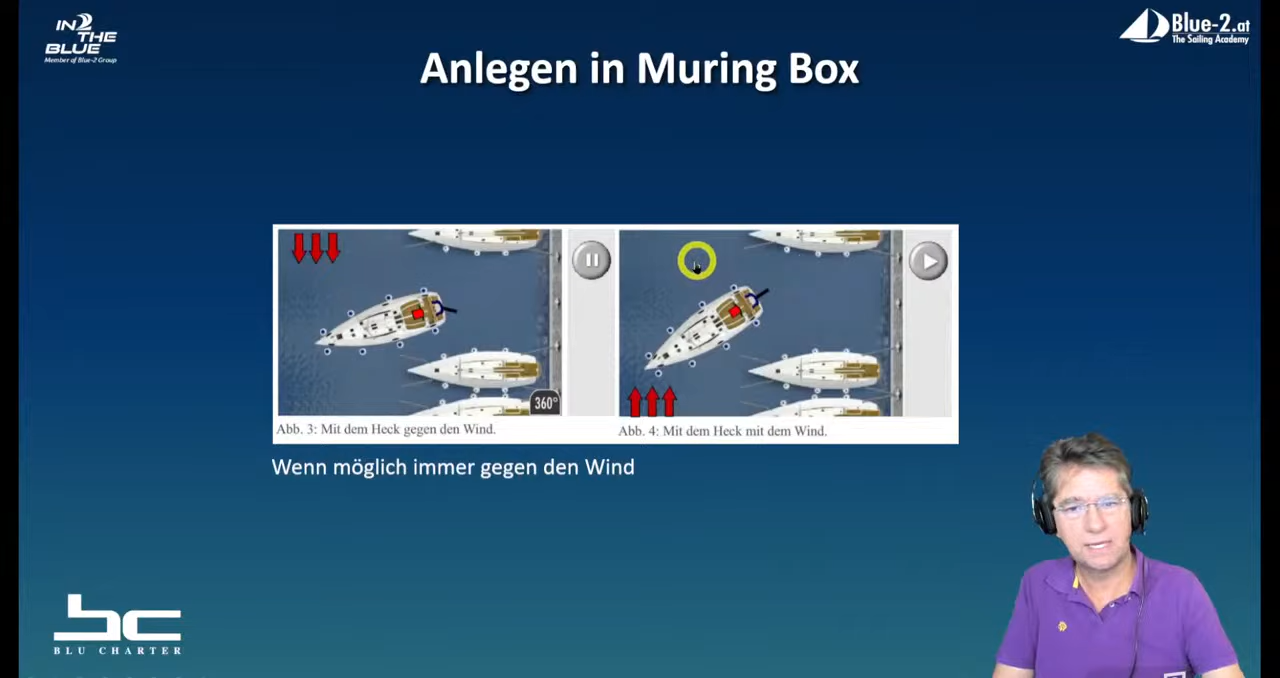 IN2
THE
BLUE
Member of Blue-2 Group
Blue-2.at
The Sailing Academy
Anlegen in Muring Box
360°
Abb. 3: Mit dem Heck gegen den Wind.
Abb. 4: Mit dem Heck mit dem Wind.
Wenn möglich immer gegen den Wind
bc
BLU CHARTER